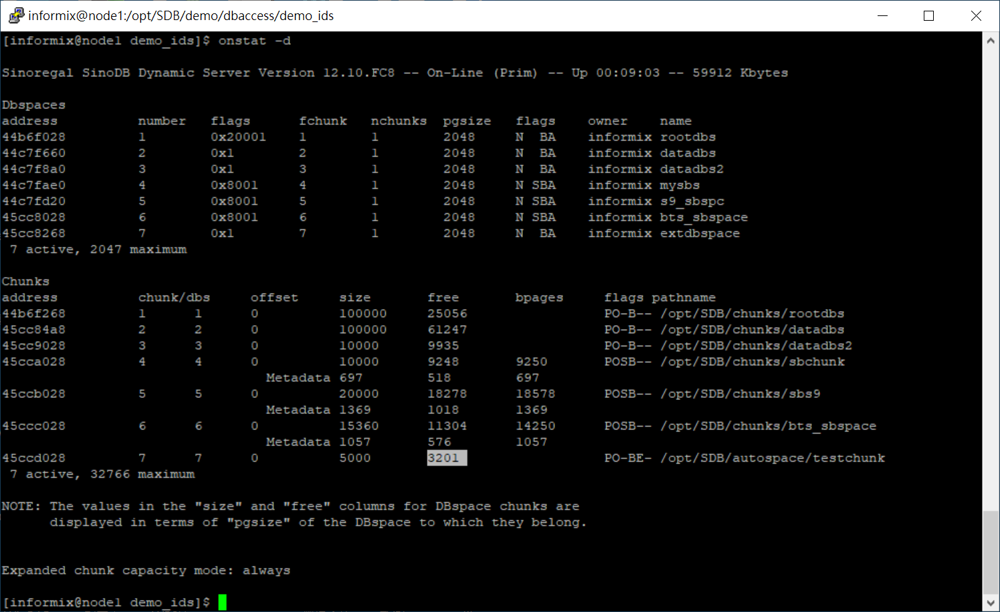 informix@node1:/opt/SDB/demo/dbaccess/demo_ids
[informix@node1 demo_ids]$ onstat -d
Sinoregal SinoDB Dynamic Server Version 12.10.FC8 -- On-Line (Prim) -- Up 00:09:03 -- 59912 Kbytes
Dbspaces
address number flags fchunk nchunks pgsize flags owner name
44b6f028 1 0x20001 1 1 2048 N BA informix rootdbs
44c7f660 2 0x1 2 1 2048 N BA informix datadbs
44c7f8a0 3 0x1 3 1 2048 N BA informix datadbs2
44c7fae0 4 0x8001 4 1 2048 N SBA informix mysbs
44c7fd20 5 0x8001 5 1 2048 N SBA informix s9_sbspc
45cc8028 6 0x8001 6 1 2048 N SBA informix bts_sbspace
45cc8268 7 0x1 7 1 2048 N BA informix extdbspace
7 active, 2047 maximum
Chunks
address chunk/dbs offset size free bpages flags pathname
44b6f268 1 1 0 100000 25056 PO-B-- /opt/SDB/chunks/rootdbs
45cc84a8 2 2 0 100000 61247 PO-B-- /opt/SDB/chunks/datadbs
45cc9028 3 3 0 10000 9935 PO-B-- /opt/SDB/chunks/datadbs2
45cca028 4 4 0 10000 9248 9250 POSB-- /opt/SDB/chunks/sbchunk
Metadata 697 518 697
45ccb028 5 5 0 20000 18278 18578 POSB-- /opt/SDB/chunks/sbs9
Metadata 1369 1018 1369
45ccc028 6 6 0 15360 11304 14250 POSB-- /opt/SDB/chunks/bts_sbspace
Metadata 1057 576 1057
45ccd028 7 7 0 5000 3201 PO-BE- /opt/SDB/autospace/testchunk
7 active, 32766 maximum
NOTE: The values in the "size" and "free" columns for DBspace chunks are
displayed in terms of "pgsize" of the DBspace to which they belong.
Expanded chunk capacity mode: always
[informix@node1 demo_ids]$